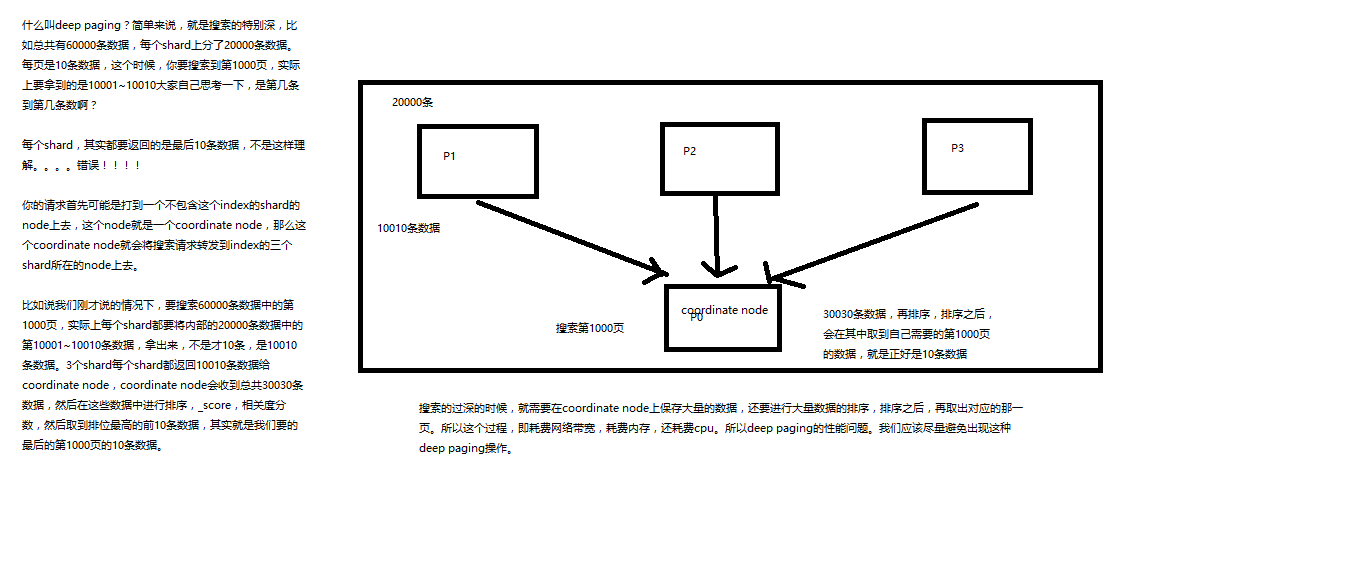 什么叫deep paging？简单来说，就是搜索的特别深，比
如总共有60000条数据，每个shard上分了20000条数据。
每页是10条数据，这个时候，你要搜索到第1000页，实际
上要拿到的是10001~10010大家自己思考一下，是第几条
到第几条数啊？
每个shard，其实都要返回的是最后10条数据，不是这样理
解。。。。错误！！！！
你的请求首先可能是打到一个不包含这个index的shard的
node上去，这个node就是一个coordinate node，那么这
个coordinate node就会将搜索请求转发到index的三个
shard所在的node上去。
比如说我们刚才说的情况下，要搜索60000条数据中的第
1000页，实际上每个shard都要将内部的20000条数据中的
第10001~10010条数据，拿出来，不是才10条，是10010
条数据。3个shard每个shard都返回10010条数据给
coordinate node，coordinate node会收到总共30030条
数据，然后在这些数据中进行排序，_score，相关度分
数，然后取到排位最高的前10条数据，其实就是我们要的
最后的第1000页的10条数据。
20000条
P1
P2
P3
10010条数据
coordinate node
P0
搜索第1000页
30030条数据，再排序，排序之后，
会在其中取到自己需要的第1000页
的数据，就是正好是10条数据
搜索的过深的时候，就需要在coordinate node上保存大量的数据，还要进行大量数据的排序，排序之后，再取出对应的那一
页。所以这个过程，即耗费网络带宽，耗费内存，还耗费cpu。所以deep paging的性能问题。我们应该尽量避免出现这种
deep paging操作。